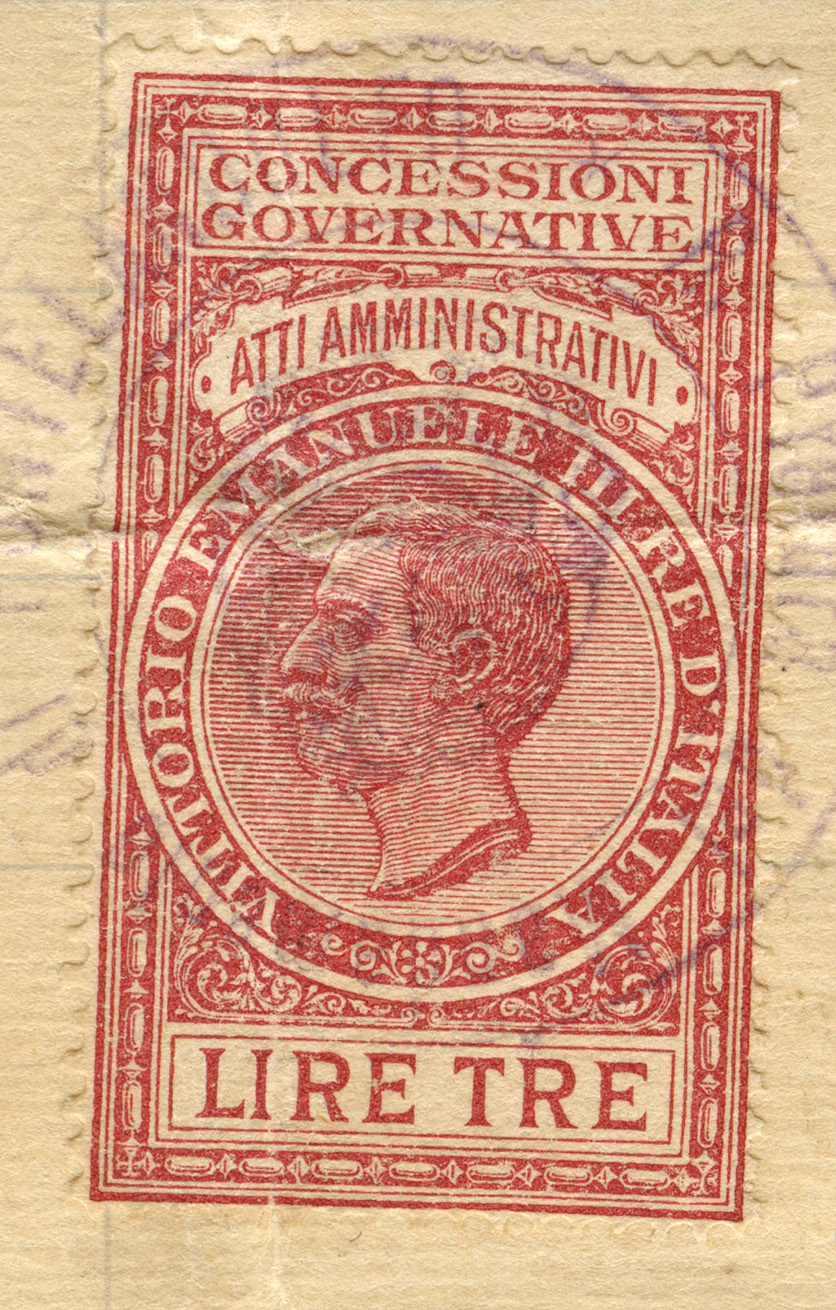 CONCESSIONI
GOVERNATIVE
ATTI AMMINISTRATIVI
VITTORIO EMANUELE III RE D'ITALIA
LIRE TRE